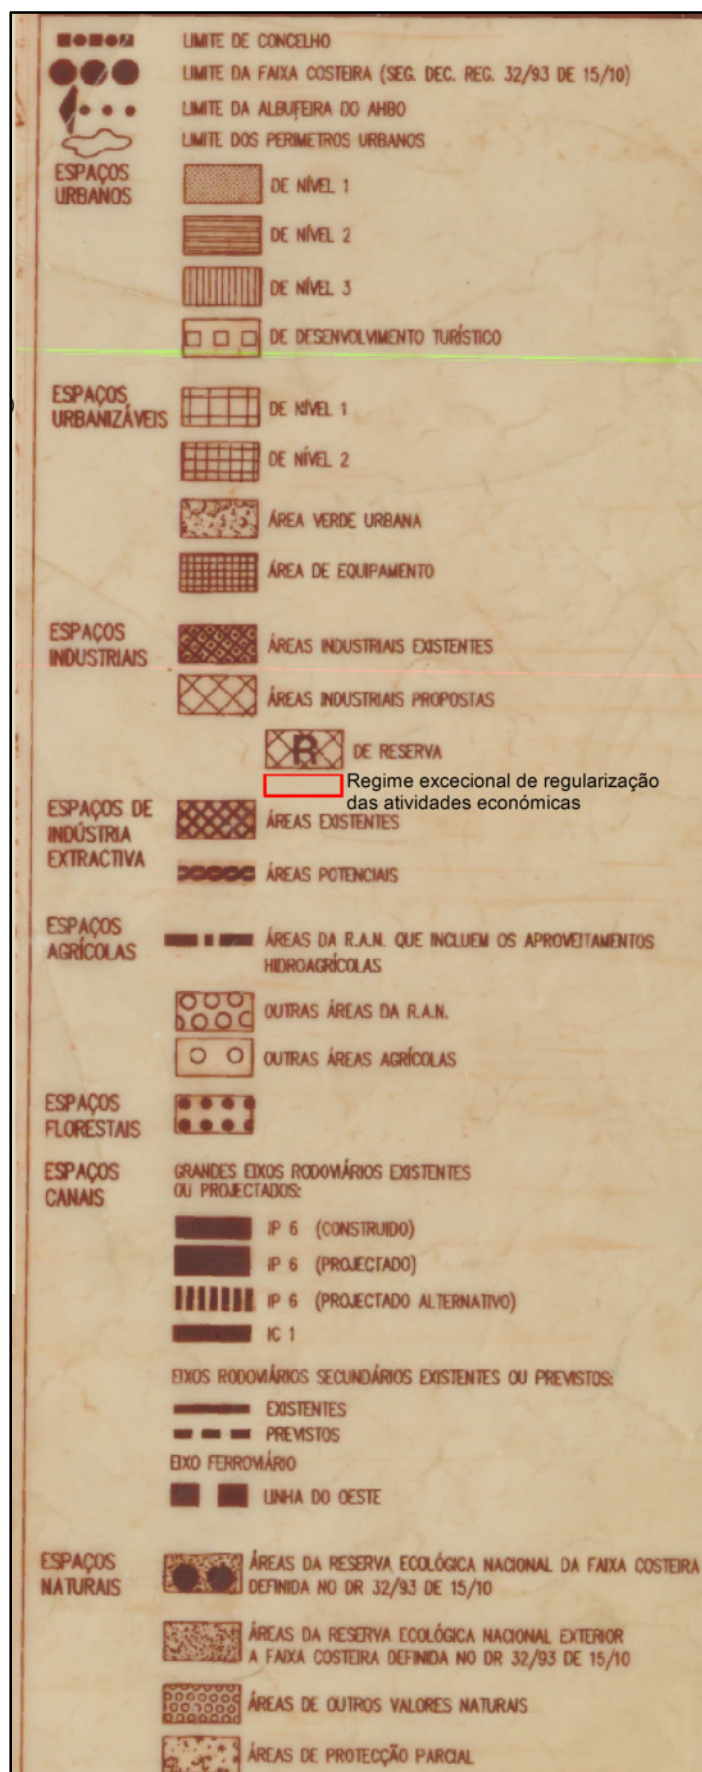 LIMITE DE CONCELHO
LIMITE DA FAIXA COSTEIRA (SEG. DEC. REG. 32/93 DE 15/10)
LIMITE DA ALBUFEIRA DO AHBO
LIMITE DOS PERIMETROS URBANOS
ESPAÇOS
URBANOS
DE NÍVEL 1
DE NÍVEL 2
DE NÍVEL 3
DE DESENVOLVIMENTO TURÍSTICO
ESPAÇOS
URBANIZÁVEIS
DE NÍVEL 1
DE NÍVEL 2
ÁREA VERDE URBANA
ÁREA DE EQUIPAMENTO
ESPAÇOS
INDUSTRIAIS
ÁREAS INDUSTRIAIS EXISTENTES
ÁREAS INDUSTRIAIS PROPOSTAS
R
DE RESERVA
Regime excecional de regularização
das atividades económicas
ESPAÇOS DE
INDÚSTRIA
EXTRACTIVA
ÁREAS EXISTENTES
ÁREAS POTENCIAIS
ESPAÇOS
AGRÍCOLAS
ÁREAS DA R.A.N. QUE INCLUEM OS APROVEITAMENTOS
HIDROAGRÍCOLAS
OUTRAS ÁREAS DA R.A.N.
OUTRAS ÁREAS AGRÍCOLAS
ESPAÇOS
FLORESTAIS
ESPAÇOS
CANAIS
GRANDES EIXOS RODOVIÁRIOS EXISTENTES
OU PROJECTADOS:
IP 6 (CONSTRUIDO)
IP 6 (PROJECTADO)
IP 6 (PROJECTADO ALTERNATIVO)
IC 1
EIXOS RODOVIÁRIOS SECUNDÁRIOS EXISTENTES OU PREVISTOS:
EXISTENTES
PREVISTOS
EIXO FERROVIÁRIO
LINHA DO OESTE
ESPAÇOS
NATURAIS
ÁREAS DA RESERVA ECOLÓGICA NACIONAL DA FAIXA COSTEIRA
DEFINIDA NO DR 32/93 DE 15/10
ÁREAS DA RESERVA ECOLÓGICA NACIONAL EXTERIOR
A FAIXA COSTEIRA DEFINIDA NO DR 32/93 DE 15/10
ÁREAS DE OUTROS VALORES NATURAIS
ÁREAS DE PROTECÇÃO PARCIAL